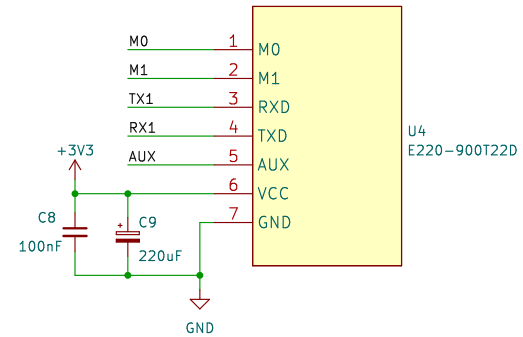 M0 1 M0
M1 2 M1
TX1 3 RXD
RX1 4 TXD
U4
E220-900T22D
+3V3
AUX 5 AUX
6 VCC
C8
100nF
C9
220uF
7 GND
GND